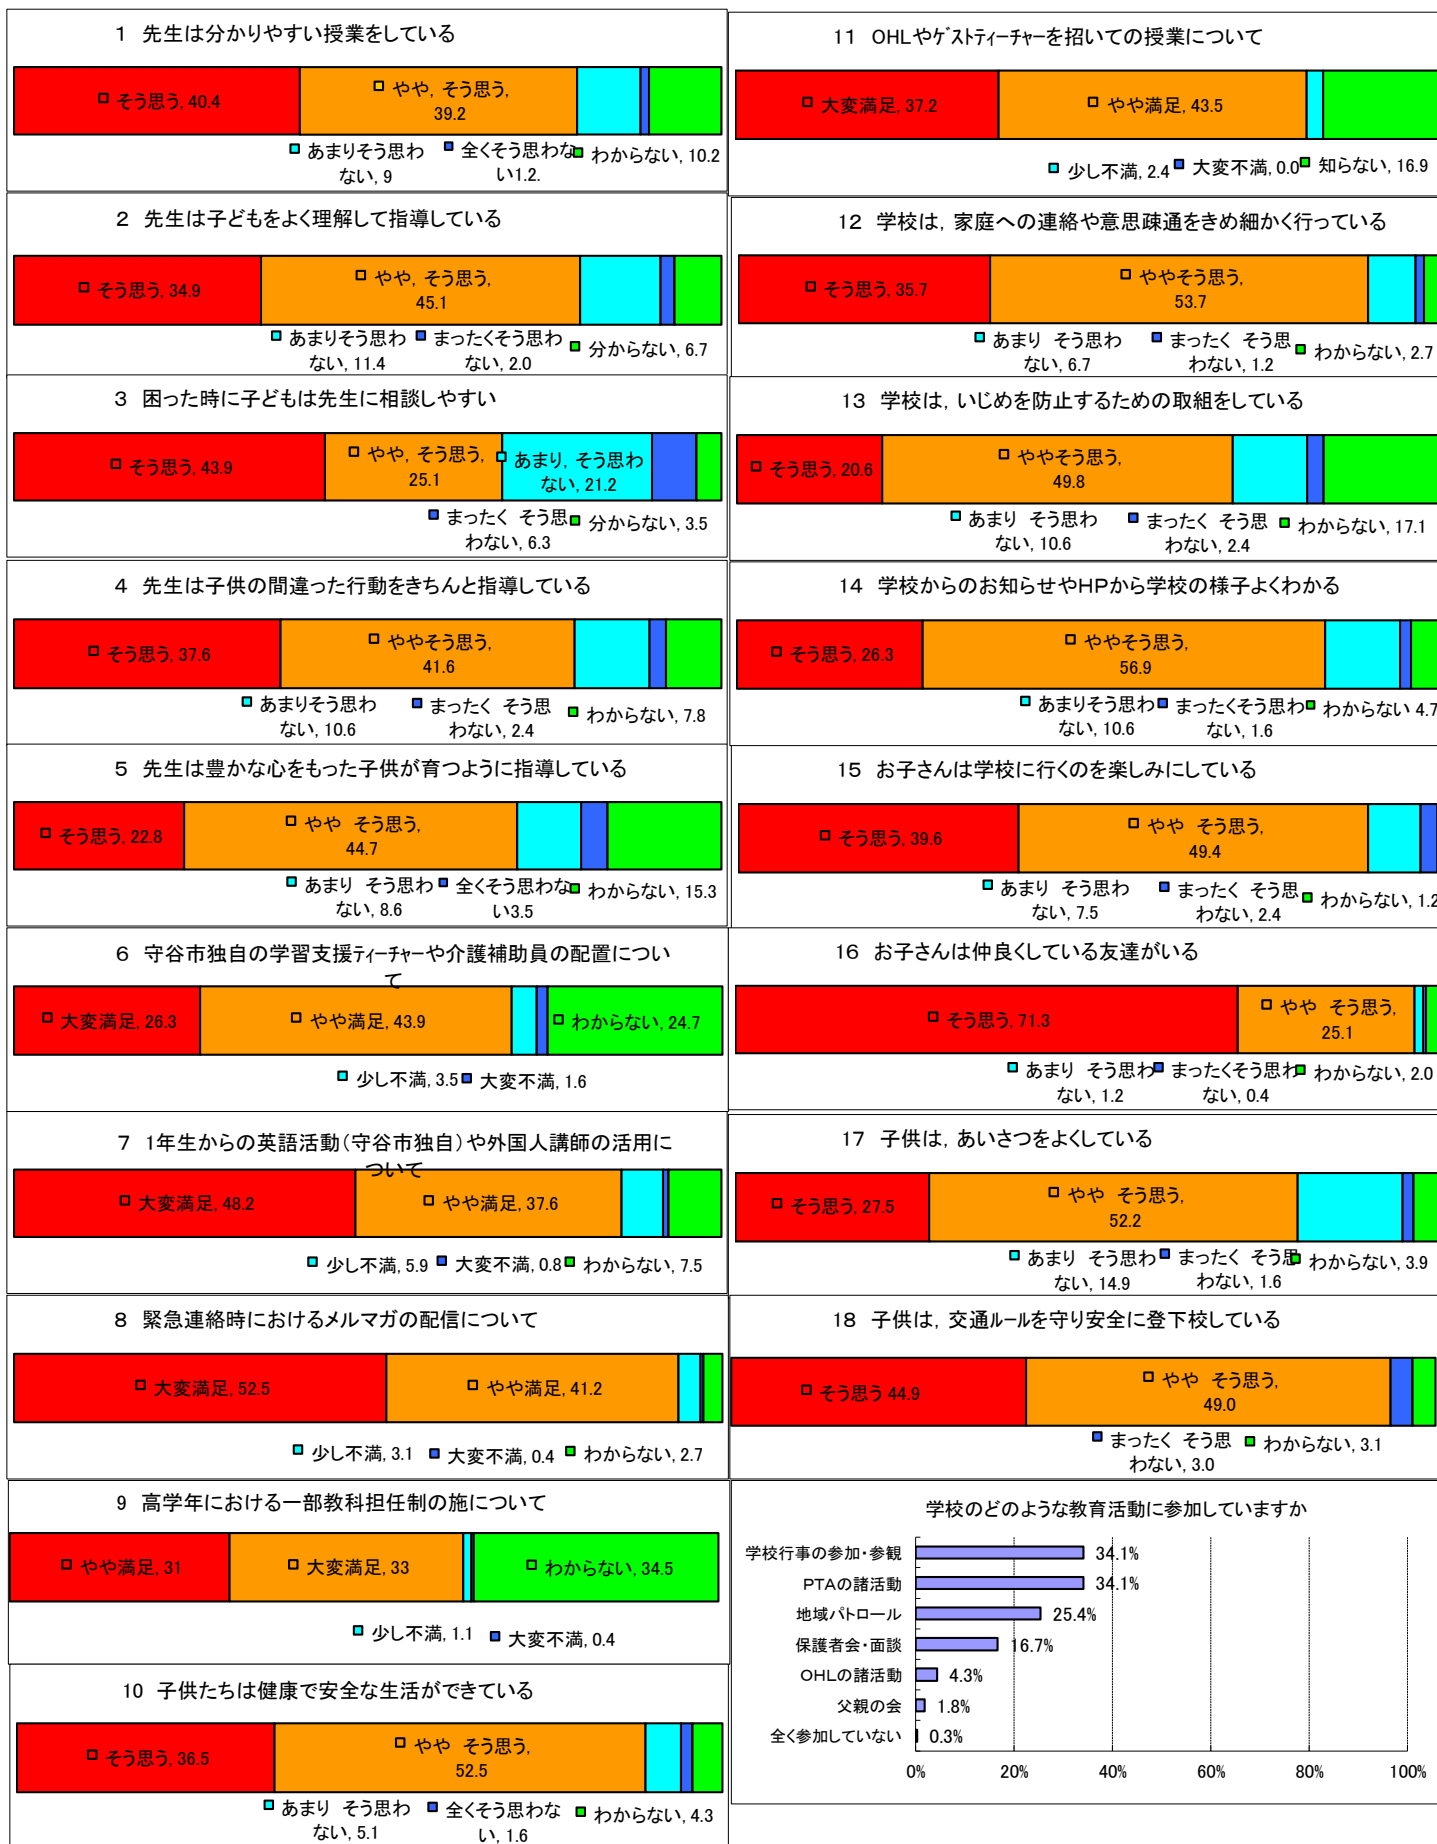 1 先生は分かりやすい授業をしている
そう思う, 40.4
やや, そう思う,
39.2
あまりそう思わ
ない, 9
全くそう思わな
い1.2.
わからない, 10.2
2 先生は子どもをよく理解して指導している
そう思う, 34.9
やや, そう思う,
45.1
あまりそう思わ
ない, 11.4
まったくそう思わ
ない, 2.0
分からない, 6.7
3 困った時に子どもは先生に相談しやすい
そう思う, 43.9
やや, そう思う,
25.1
あまり, そう思わ
ない, 21.2
まったく そう思
わない, 6.3
分からない, 3.5
4 先生は子供の間違った行動をきちんと指導している
そう思う, 37.6
ややそう思う,
41.6
あまりそう思わ
ない, 10.6
まったく そう思
わない, 2.4
わからない, 7.8
5 先生は豊かな心をもった子供が育つように指導している
そう思う, 22.8
やや そう思う,
44.7
あまり そう思わ
ない, 8.6
全くそう思わな
い3.5
わからない, 15.3
6 守谷市独自の学習支援ティーチャーや介護補助員の配置につい
て
大変満足, 26.3
やや満足, 43.9
わからない, 24.7
少し不満, 3.5
大変不満, 1.6
7 1年生からの英語活動(守谷市独自)や外国人講師の活用に
ついて
大変満足, 48.2
やや満足, 37.6
少し不満, 5.9
大変不満, 0.8
わからない, 7.5
8 緊急連絡時におけるメルマガの配信について
大変満足, 52.5
やや満足, 41.2
少し不満, 3.1
大変不満, 0.4
わからない, 2.7
9 高学年における一部教科担任制の施について
やや満足, 31
大変満足, 33
わからない, 34.5
少し不満, 1.1
大変不満, 0.4
10 子供たちは健康で安全な生活ができている
そう思う, 36.5
やや そう思う,
52.5
あまり そう思わ
ない, 5.1
全くそう思わな
い, 1.6
わからない, 4.3
11 OHLやゲストティーチャーを招いての授業について
大変満足, 37.2
やや満足, 43.5
少し不満, 2.4
大変不満, 0.0
知らない, 16.9
12 学校は, 家庭への連絡や意思疎通をきめ細かく行っている
そう思う, 35.7
ややそう思う,
53.7
あまり そう思わ
ない, 6.7
まったく そう思
わない, 1.2
わからない, 2.7
13 学校は, いじめを防止するための取組をしている
そう思う, 20.6
ややそう思う,
49.8
あまり そう思わ
ない, 10.6
まったく そう思
わない, 2.4
わからない, 17.1
14 学校からのお知らせやHPから学校の様子よくわかる
そう思う, 26.3
ややそう思う,
56.9
あまりそう思わ
ない, 10.6
まったくそう思わ
ない, 1.6
わからない 4.7
15 お子さんは学校に行くのを楽しみにしている
そう思う, 39.6
やや そう思う,
49.4
あまり そう思わ
ない, 7.5
まったく そう思
わない, 2.4
わからない, 1.2
16 お子さんは仲良くしている友達がいる
そう思う, 71.3
やや そう思う,
25.1
あまり そう思わ
ない, 1.2
まったくそう思わ
ない, 0.4
わからない, 2.0
17 子供は, あいさつをよくしている
そう思う, 27.5
やや そう思う,
52.2
あまり そう思わ
ない, 14.9
まったく そう思
わない, 1.6
わからない, 3.9
18 子供は, 交通ルールを守り安全に登下校している
そう思う 44.9
やや そう思う,
49.0
まったく そう思
わない, 3.0
わからない, 3.1
学校のどのような教育活動に参加していますか
学校行事の参加・参観 34.1%
PTAの諸活動 34.1%
地域パトロール 25.4%
保護者会・面談 16.7%
OHLの諸活動 4.3%
父親の会 1.8%
全く参加していない 0.3%
0% 20% 40% 60% 80% 100%